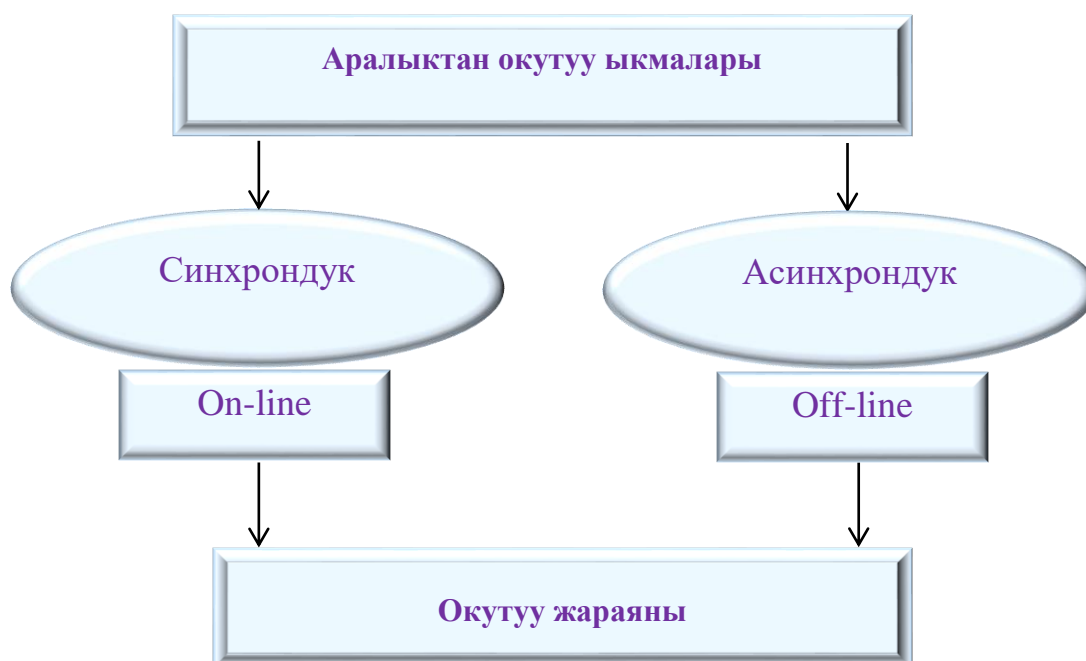 Аралыктан окутуу ыкмалары
Синхрондук
Асинхрондук
On-line
Off-line
Окутуу жараяны